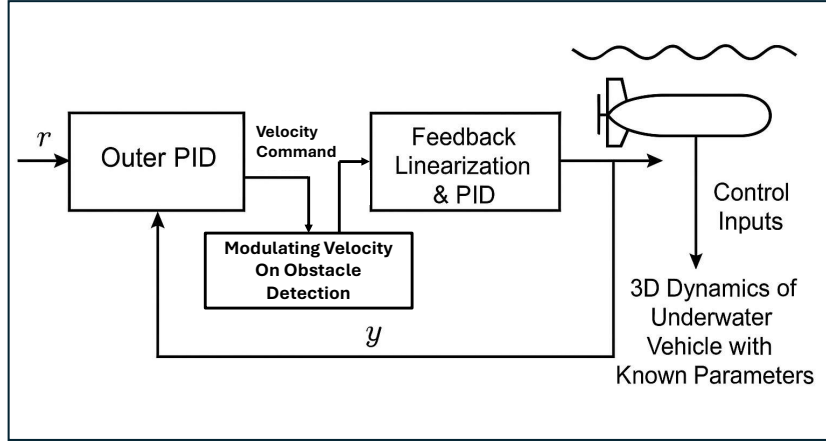 r
Outer PID
Velocity
Command
Modulating Velocity
On Obstacle
Detection
Feedback
Linearization
& PID
y
Control
Inputs
3D Dynamics of
Underwater
Vehicle with
Known Parameters